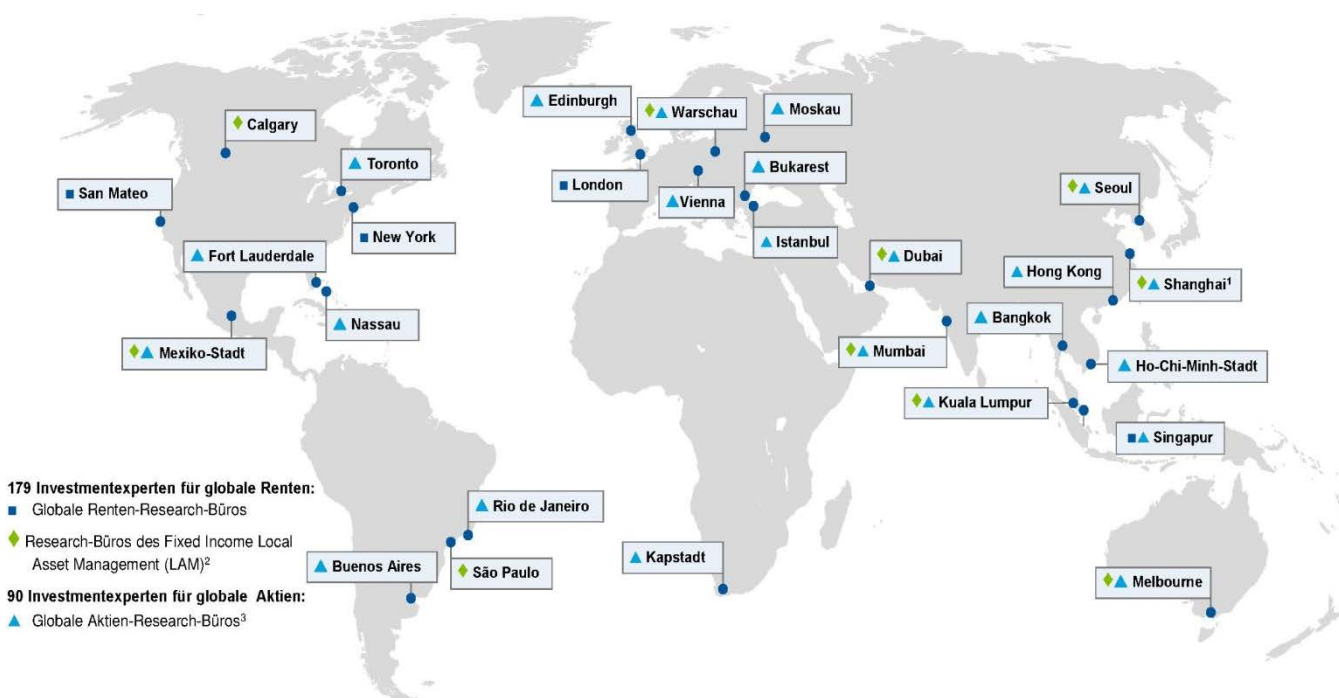 Edinburgh
Warschau
Moskau
Calgary
Toronto
Bukarest
San Mateo
London
Vienna
Seoul
New York
Istanbul
Fort Lauderdale
Dubai
Hong Kong
Shanghai¹
Nassau
Bangkok
Mexiko-Stadt
Mumbai
Ho-Chi-Minh-Stadt
Kuala Lumpur
Singapur
179 Investmentexperten für globale Renten:
Globale Renten-Research-Büros
Research-Büros des Fixed Income Local
Asset Management (LAM)²
90 Investmentexperten für globale Aktien:
Globale Aktien-Research-Büros³
Rio de Janeiro
Buenos Aires
São Paulo
Kapstadt
Melbourne